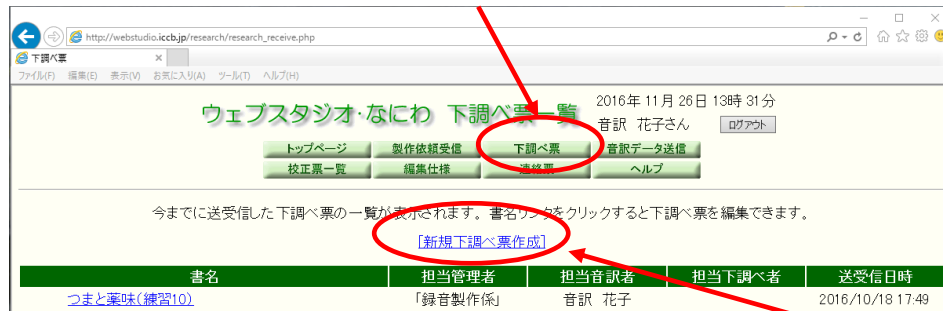 http://webstudio.iccb.jp/research/research_receive.php
下調べ票
ファイル(F) 編集(E) 表示(V) お気に入り(A) ツール(T) ヘルプ(H)
ウェブスタジオ・なにわ 下調べ票一覧
2016年 11月 26日 13時 31分
音訳 花子さん ログアウト
トップページ 製作依頼受信 下調べ票 音訳データ送信
校正票一覧 編集仕様 連絡票 ヘルプ
今までに送受信した下調べ票の一覧が表示されます。書名リンクをクリックすると下調べ票を編集できます。
[新規下調べ票作成]
書名 担当管理者 担当音訳者 担当下調べ者 送受信日時
つまと薬味(練習10) 「録音製作係」 音訳 花子 2016/10/18 17:49